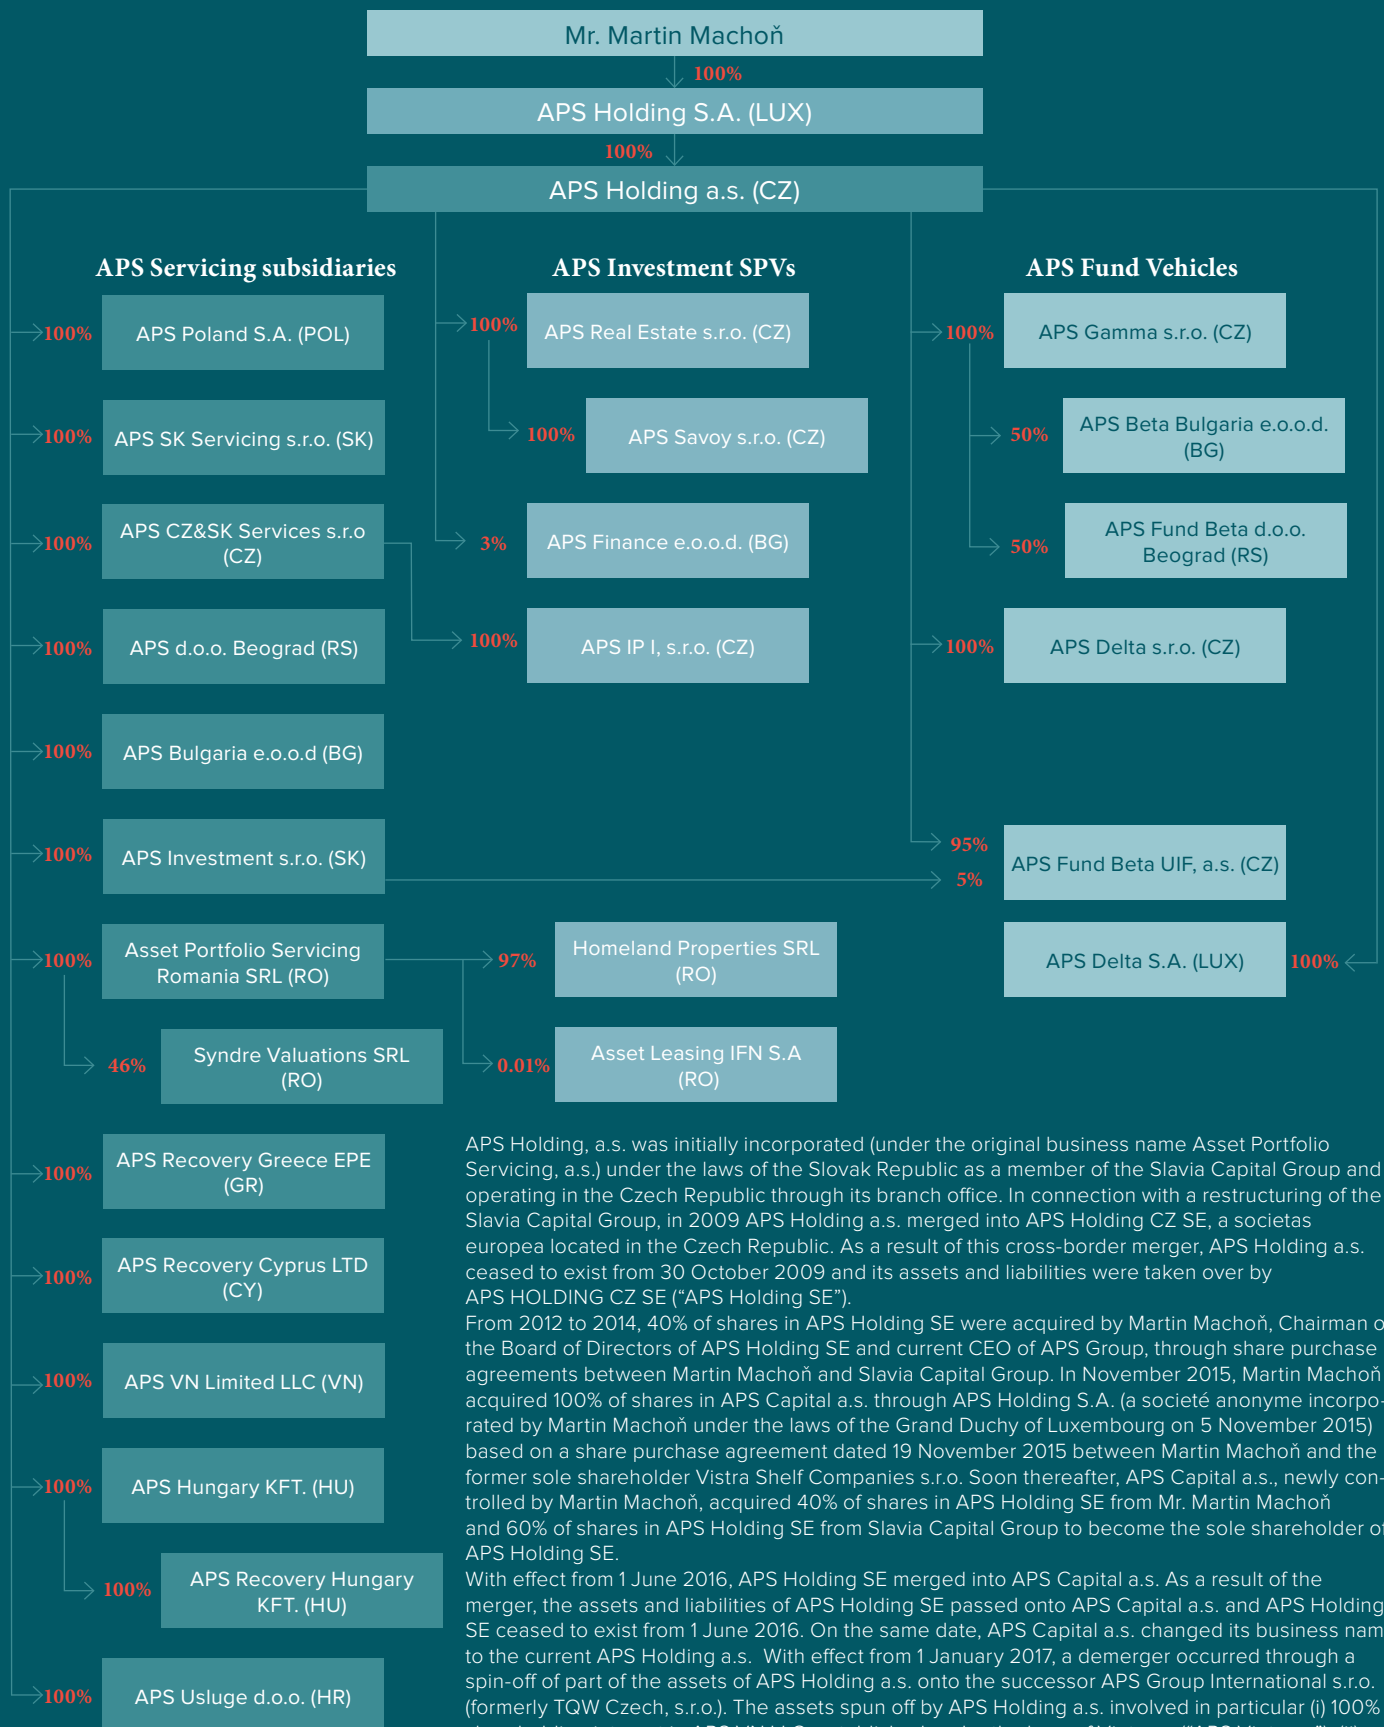 Mr. Martin Machoň
100%
APS Holding S.A. (LUX)
100%
APS Holding a.s. (CZ)
APS Servicing subsidiaries
100%
APS Poland S.A. (POL)
100%
APS SK Servicing s.r.o. (SK)
100%
APS CZ&SK Services s.r.o
(CZ)
100%
APS d.o.o. Beograd (RS)
100%
APS Bulgaria e.o.o.d (BG)
100%
APS Investment s.r.o. (SK)
100%
Asset Portfolio Servicing
Romania SRL (RO)
46%
Syndre Valuations SRL
(RO)
100%
APS Recovery Greece EPE
(GR)
100%
APS Recovery Cyprus LTD
(CY)
100%
APS VN Limited LLC (VN)
100%
APS Hungary KFT. (HU)
100%
APS Recovery Hungary
KFT. (HU)
100%
APS Usluge d.o.o. (HR)
APS Investment SPVs
100%
APS Real Estate s.r.o. (CZ)
100%
APS Savoy s.r.o. (CZ)
3%
APS Finance e.o.o.d. (BG)
100%
APS IP I, s.r.o. (CZ)
97%
Homeland Properties SRL
(RO)
0.01%
Asset Leasing IFN S.A
(RO)
APS Fund Vehicles
100%
APS Gamma s.r.o. (CZ)
50%
APS Beta Bulgaria e.o.o.d.
(BG)
50%
APS Fund Beta d.o.o.
Beograd (RS)
100%
APS Delta s.r.o. (CZ)
95%
5%
APS Fund Beta UIF, a.s. (CZ)
APS Delta S.A. (LUX)
100%
APS Holding, a.s. was initially incorporated (under the original business name Asset Portfolio
Servicing, a.s.) under the laws of the Slovak Republic as a member of the Slavia Capital Group and
operating in the Czech Republic through its branch office. In connection with a restructuring of the
Slavia Capital Group, in 2009 APS Holding a.s. merged into APS Holding CZ SE, a societas
europea located in the Czech Republic. As a result of this cross-border merger, APS Holding a.s.
ceased to exist from 30 October 2009 and its assets and liabilities were taken over by
APS HOLDING CZ SE (“APS Holding SE”).
From 2012 to 2014, 40% of shares in APS Holding SE were acquired by Martin Machoň, Chairman
the Board of Directors of APS Holding SE and current CEO of APS Group, through share purchase
agreements between Martin Machoň and Slavia Capital Group. In November 2015, Martin Machoň
acquired 100% of shares in APS Capital a.s. through APS Holding S.A. (a societé anonyme incorpo-
rated by Martin Machoň under the laws of the Grand Duchy of Luxembourg on 5 November 2015)
based on a share purchase agreement dated 19 November 2015 between Martin Machoň and the
former sole shareholder Vistra Shelf Companies s.r.o. Soon thereafter, APS Capital a.s., newly con-
trolled by Martin Machoň, acquired 40% of shares in APS Holding SE from Mr. Martin Machoň
and 60% of shares in APS Holding SE from Slavia Capital Group to become the sole shareholder of
APS Holding SE.
With effect from 1 June 2016, APS Holding SE merged into APS Capital a.s. As a result of the
merger, the assets and liabilities of APS Holding SE passed onto APS Capital a.s. and APS Holding
SE ceased to exist from 1 June 2016. On the same date, APS Capital a.s. changed its business nam
to the current APS Holding a.s. With effect from 1 January 2017, a demerger occurred through a
spin-off of part of the assets of APS Holding a.s. onto the successor APS Group International s.r.o.
(formerly TQW Czech, s.r.o.). The assets spun off by APS Holding a.s. involved in particular (i) 100%